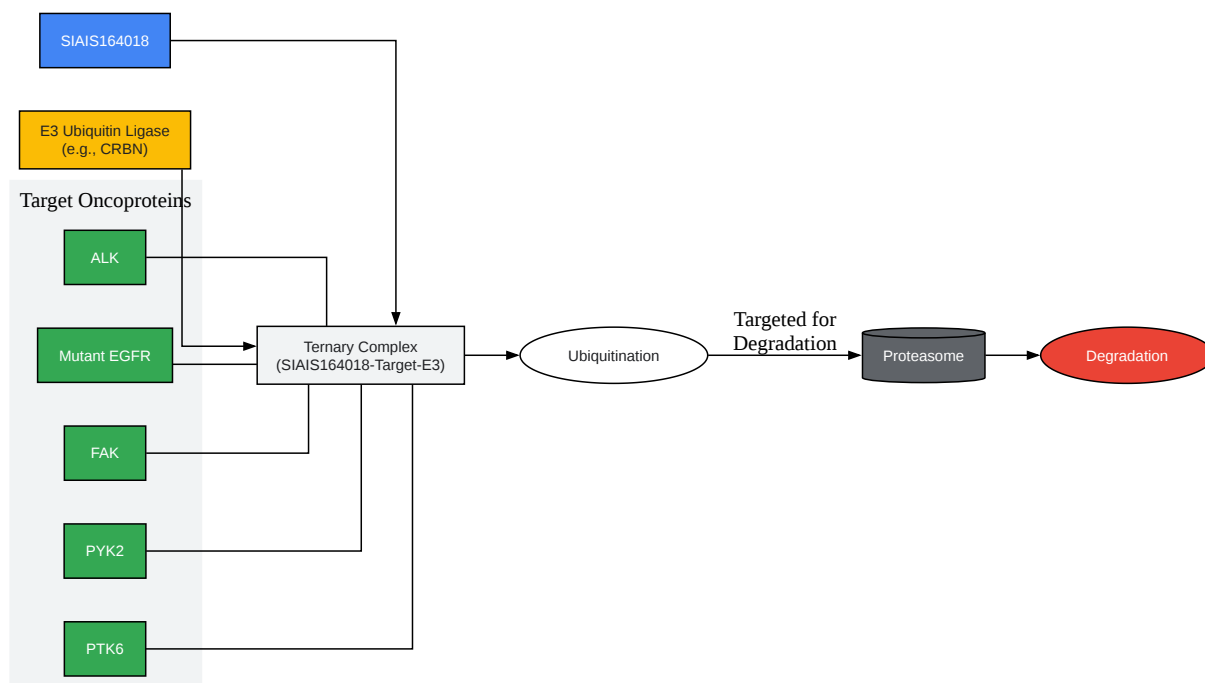 SIAIS164018
E3 Ubiquitin Ligase
(e.g., CRBN)
Target Oncoproteins
ALK
Mutant EGFR
FAK
PYK2
PTK6
Ternary Complex
(SIAIS164018-Target-E3)
Ubiquitination
Targeted for
Degradation
Proteasome
Degradation